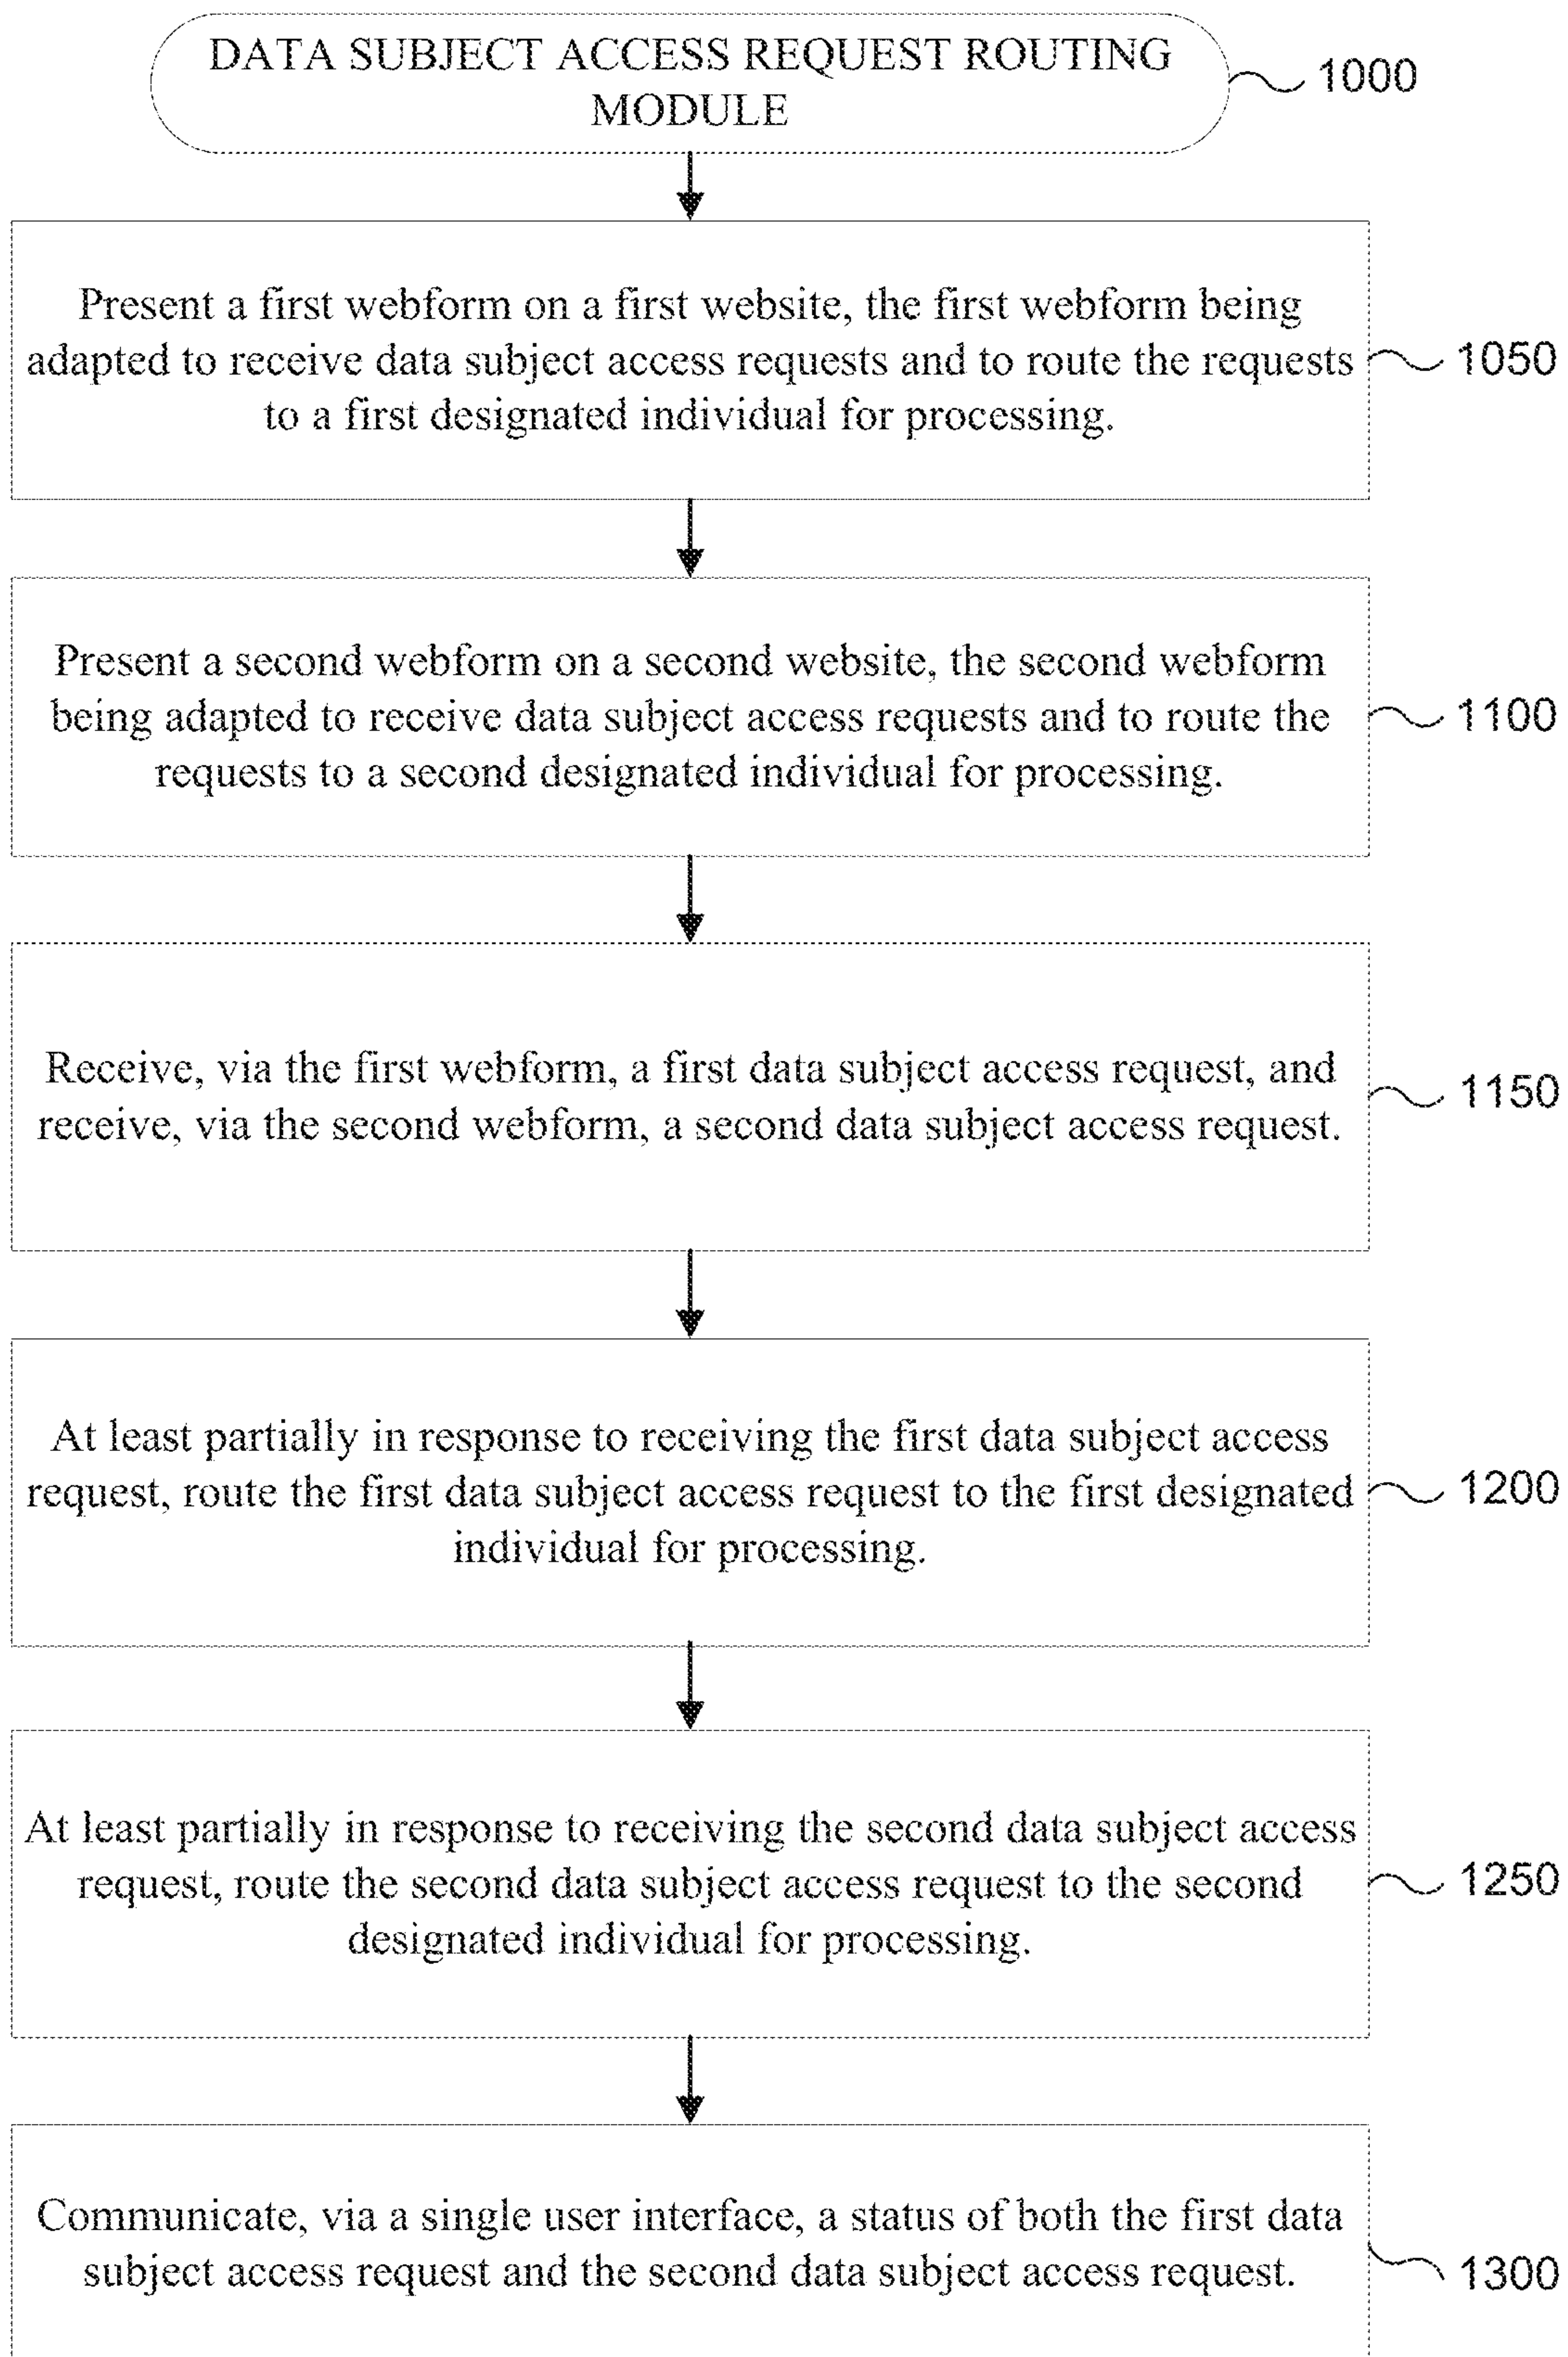 DATA SUBJECT ACCESS REQUEST ROUTING
MODULE
1000
Present a first webform on a first website, the first webform being
adapted to receive data subject access requests and to route the requests
to a first designated individual for processing.
1050
Present a second webform on a second website, the second webform
being adapted to receive data subject access requests and to route the
requests to a second designated individual for processing.
1100
Receive, via the first webform, a first data subject access request, and
receive, via the second webform, a second data subject access request.
1150
At least partially in response to receiving the first data subject access
request, route the first data subject access request to the first designated
individual for processing.
1200
At least partially in response to receiving the second data subject access
request, route the second data subject access request to the second
designated individual for processing.
1250
Communicate, via a single user interface, a status of both the first data
subject access request and the second data subject access request.
1300